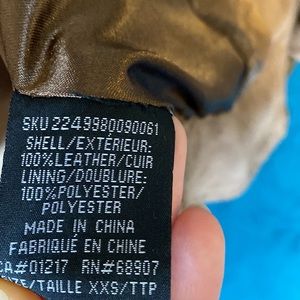 SKU 2249980090061
SHELL/EXTÉRIEUR:
100%LEATHER/CUIR
LINING/DOUBLURE:
100%POLYESTER/
POLYESTER
MADE IN CHINA
FABRIQUÉ EN CHINE
CA#01217 RN#68907
SIZE/TAILLE XXS/TTP